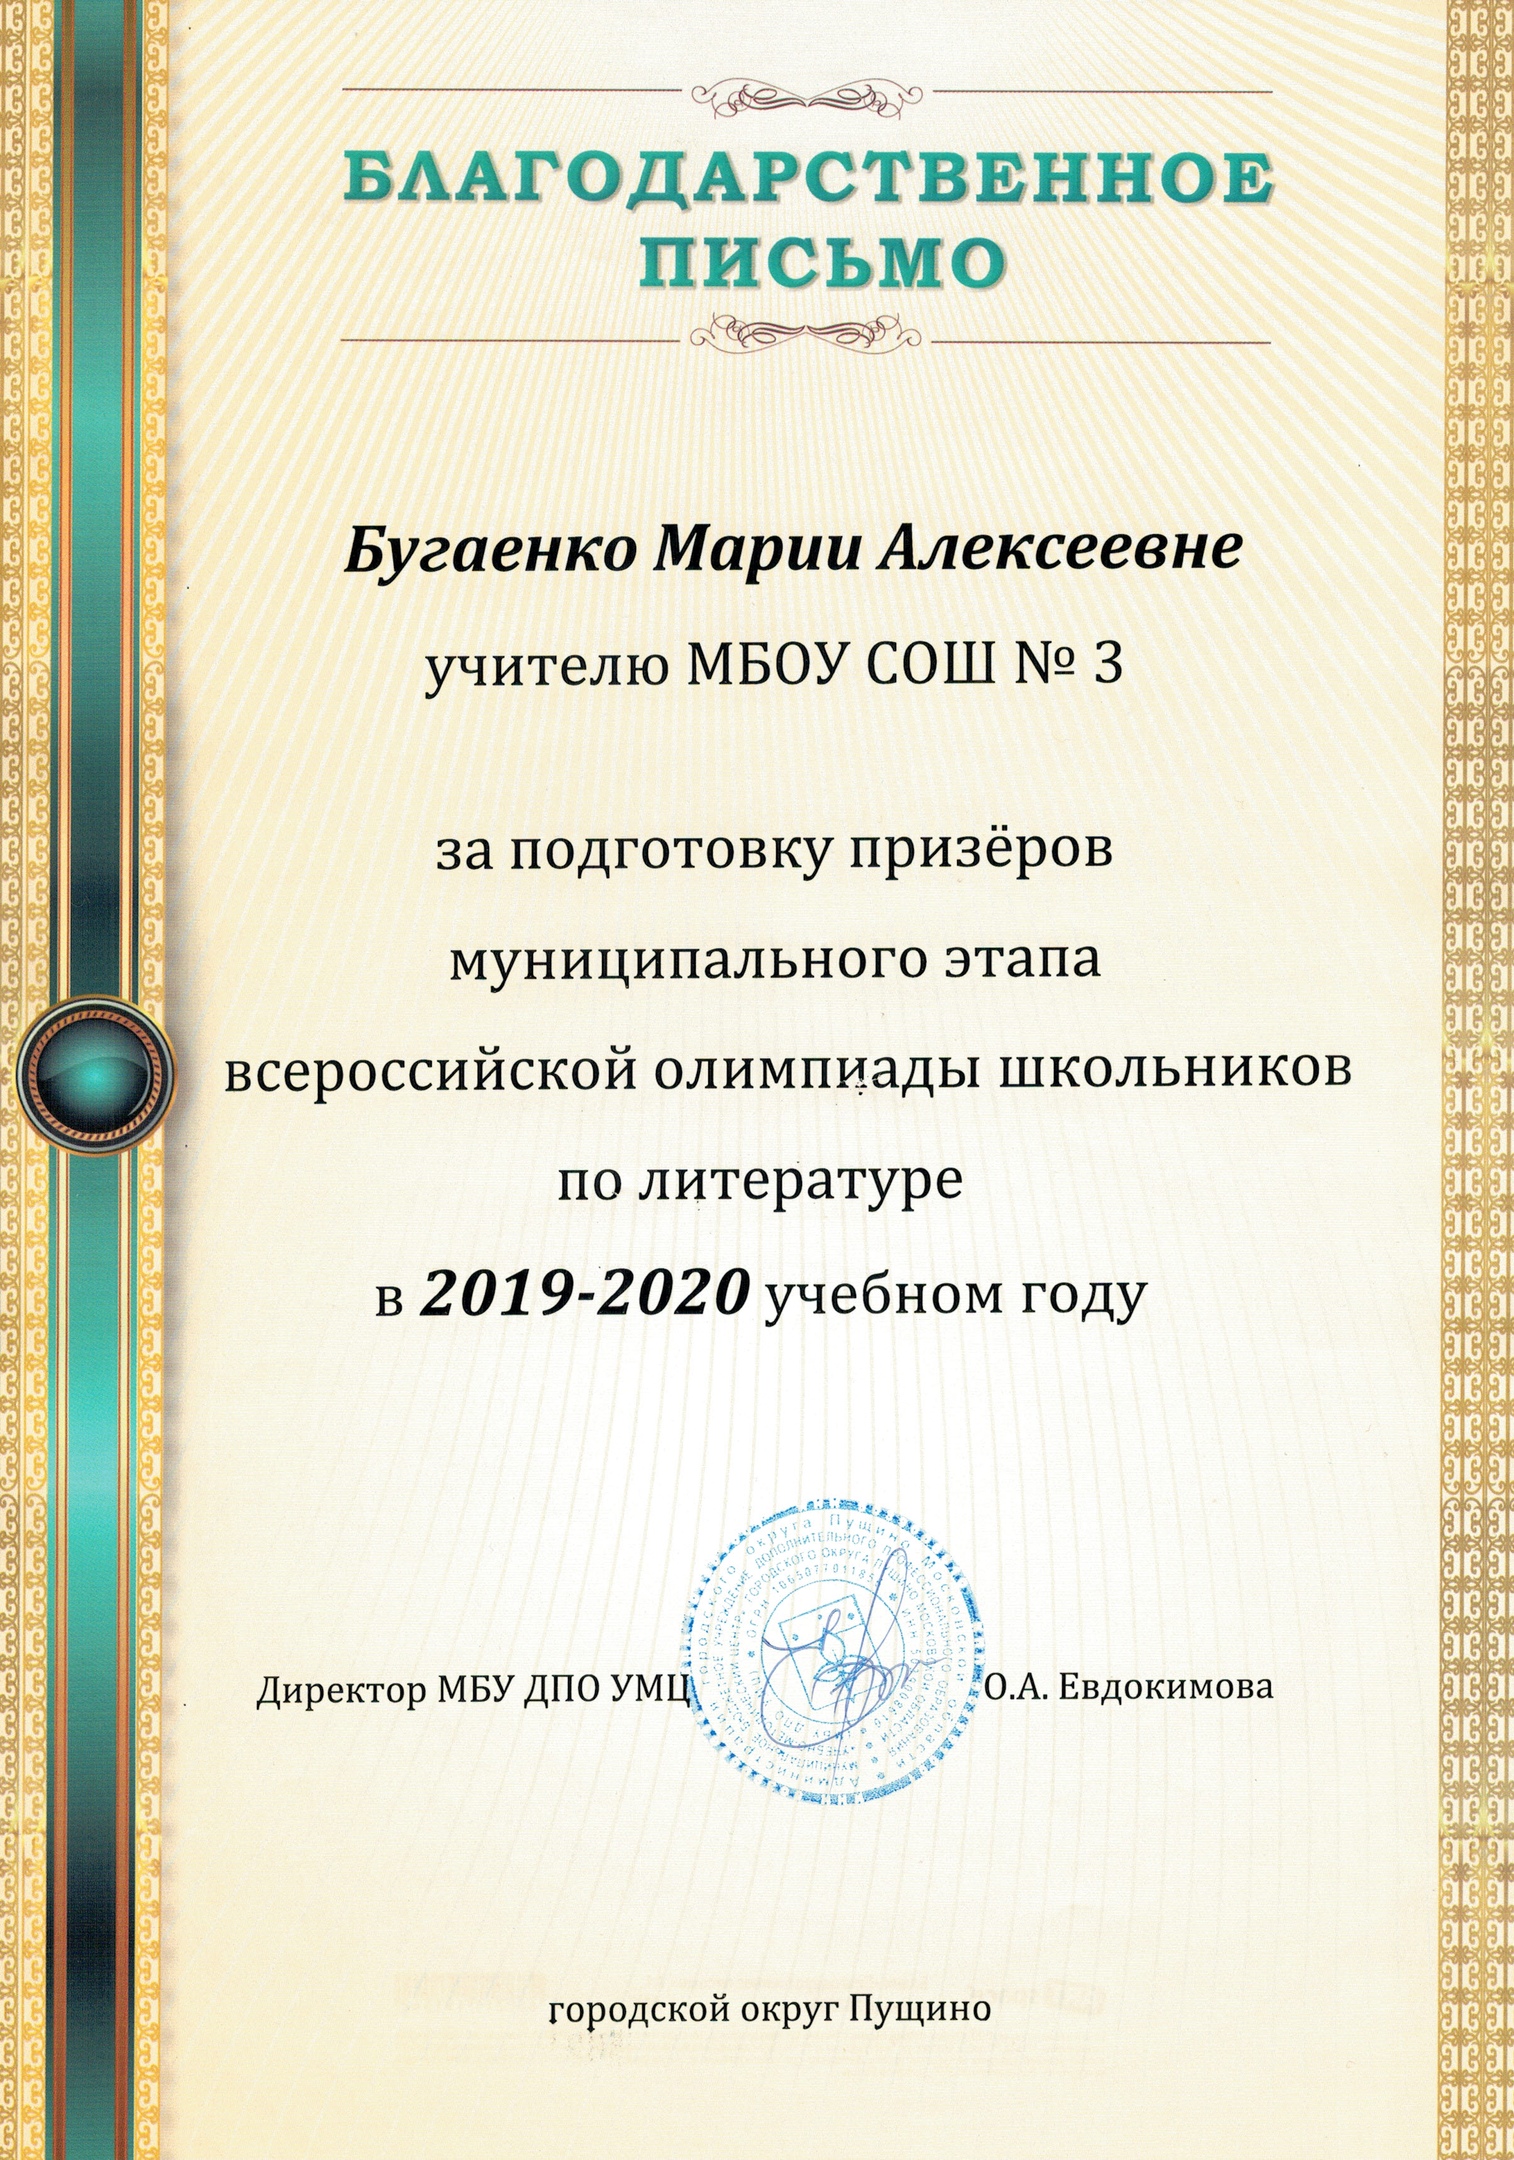 БЛАГОДАРСТВЕННОЕ
ПИСЬМО
Бугаенко Марии Алексеевне
учителю МБОУ СОШ № 3
за подготовку призёров
муниципального этапа
всероссийской олимпиады школьников
по литературе
в 2019-2020 учебном году
Директор МБУ ДПО УМЦ О.А. Евдокимова
городской округ Пущино